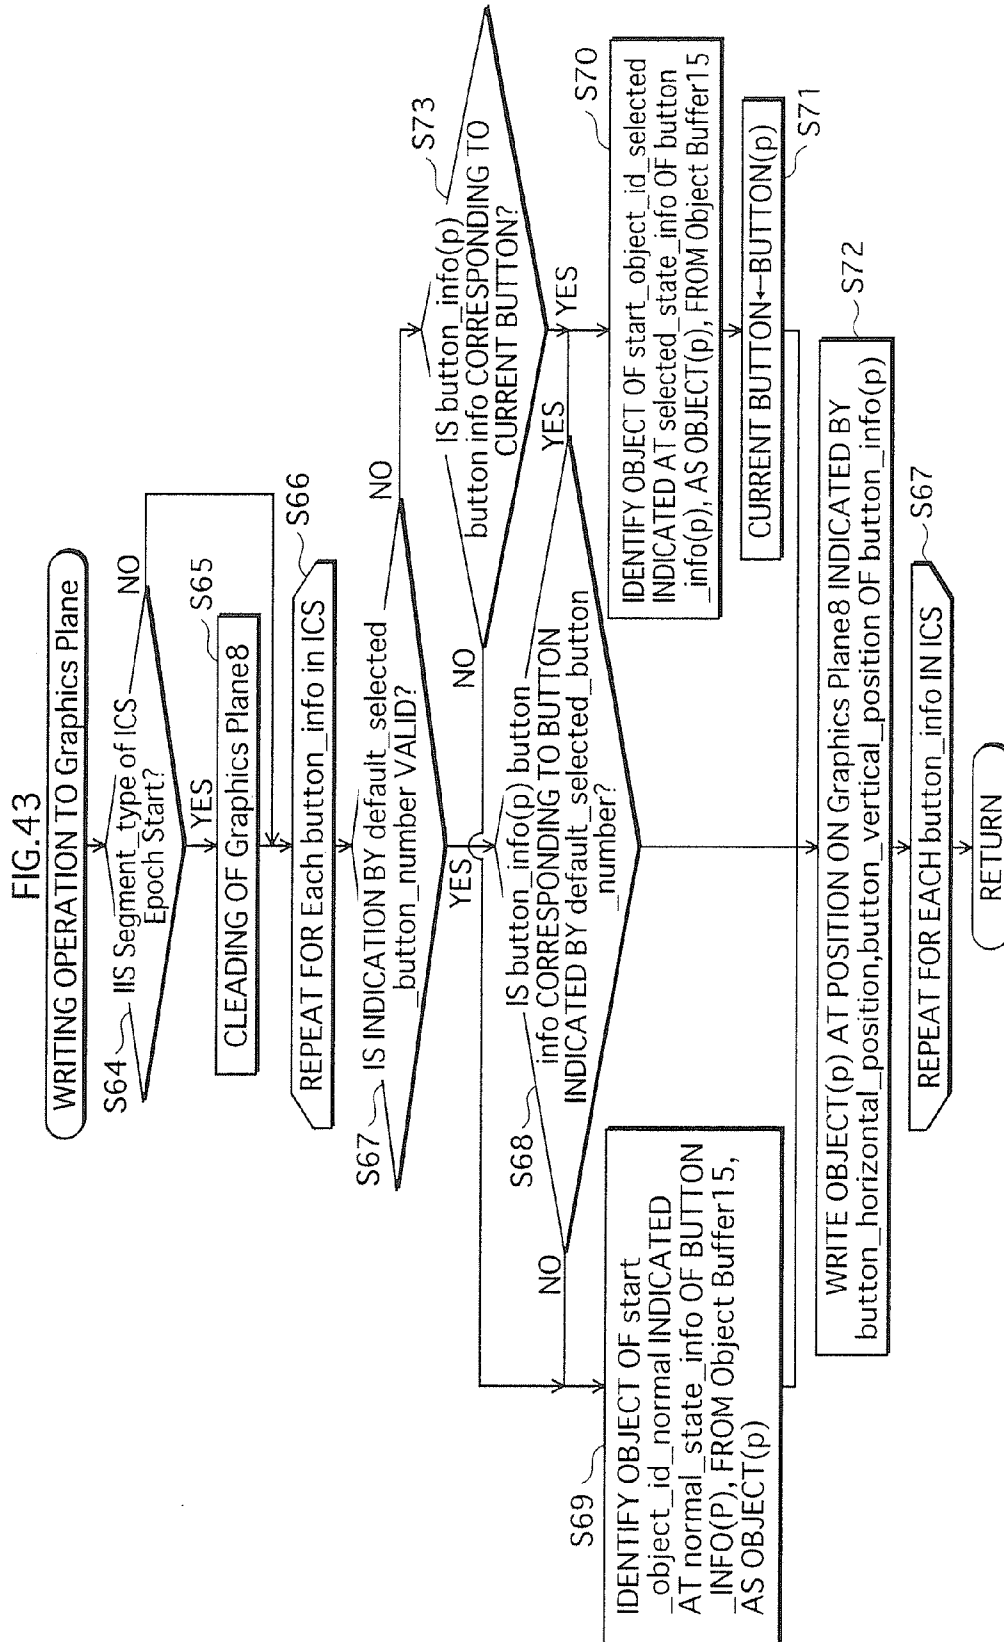 FIG.43
WRITING OPERATION TO Graphics Plane
S64
IIS Segment_type of ICS
Epoch Start?
NO
YES
S65
CLEADING OF Graphics Plane8
S66
REPEAT FOR Each button_info in ICS
S67
IS INDICATION BY default_selected
_button_number VALID?
NO
YES
S73
IS button_info(p)
button info CORRESPONDING TO
CURRENT BUTTON?
NO
YES
S68
IS button_info(p) button
info CORRESPONDING TO BUTTON
INDICATED BY default_selected_button
_number?
NO
YES
S69
IDENTIFY OBJECT OF start
_object_id_normal INDICATED
AT normal_state_info OF BUTTON
_INFO(P), FROM Object Buffer15,
AS OBJECT(p)
S70
IDENTIFY OBJECT OF start_object_id_selected
INDICATED AT selected_state_info OF button
_info(p), AS OBJECT(p), FROM Object Buffer15
S71
CURRENT BUTTON←BUTTON(p)
S72
WRITE OBJECT(p) AT POSITION ON Graphics Plane8 INDICATED BY
button_horizontal_position,button_vertical_position OF button_info(p)
S67
REPEAT FOR EACH button_info IN ICS
RETURN